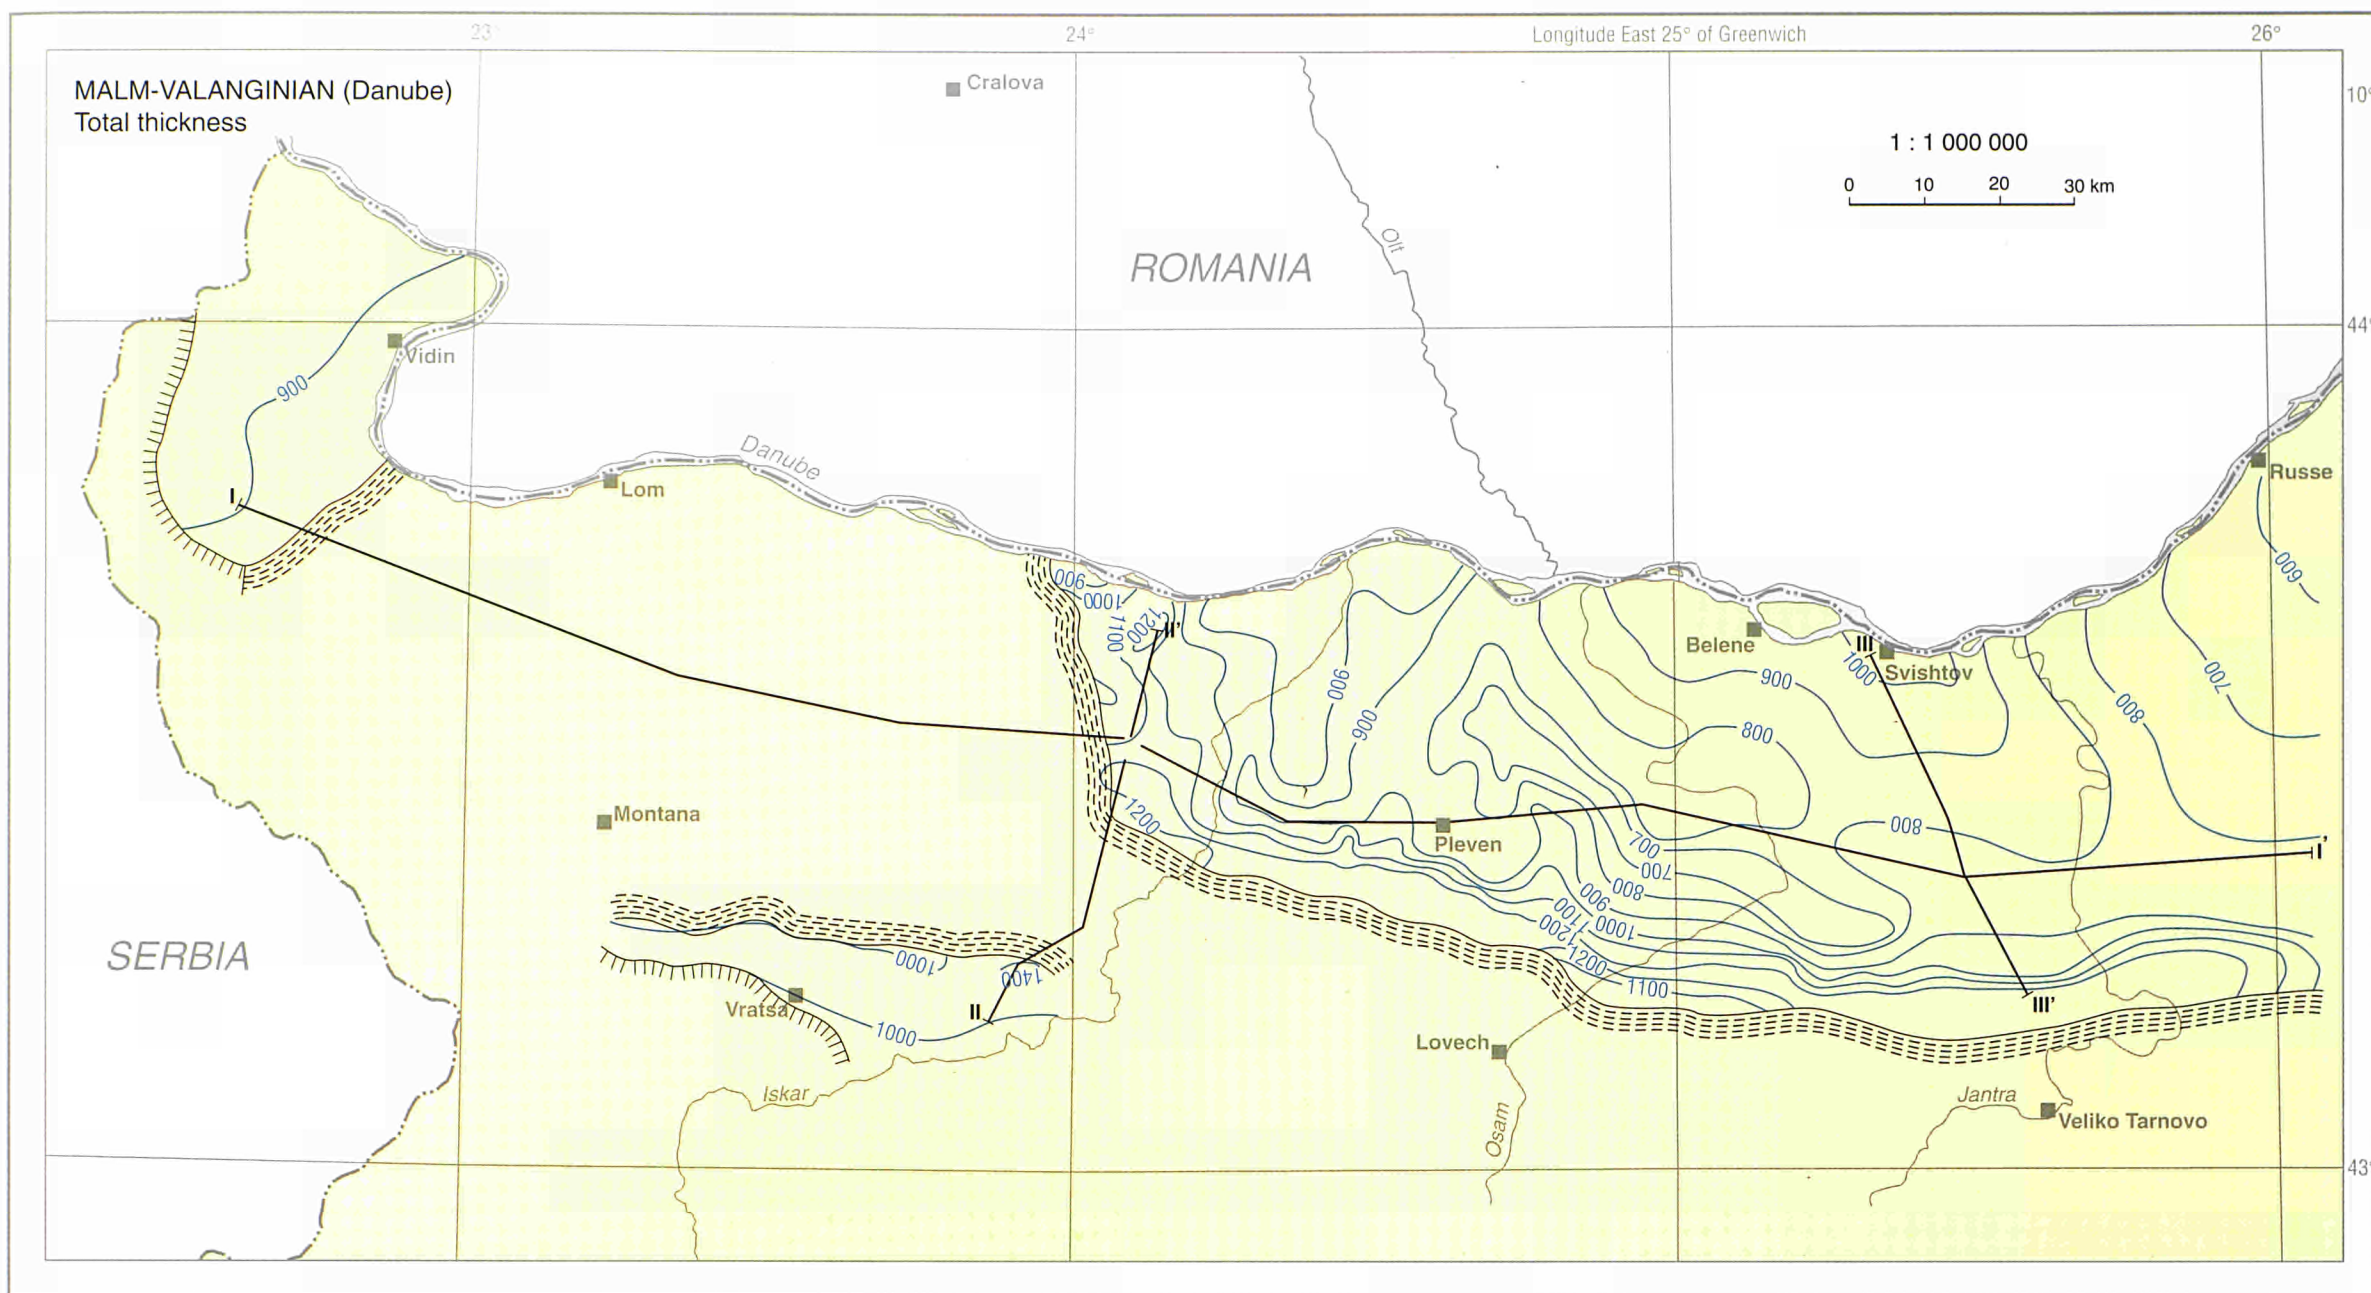 23°
24°
Longitude East 25° of Greenwich
26°
MALM-VALANGINIAN (Danube)
Total thickness
Cralova
10°
1 : 1 000 000
0 10 20 30 km
Olt
ROMANIA
44°
Vidin
900
Danube
Russe
I
Lom
600
900
1000
1100
1200
II'
Belene
III
1000
Svishtov
900
900
900
800
800
700
Montana
1200
Pleven
700
700
800
800
I'
900
1000
1100
1200
1200
1100
SERBIA
1000
1400
Vratsa
II
1000
III'
Lovech
Iskar
Osam
Jantra
Veliko Tarnovo
43°